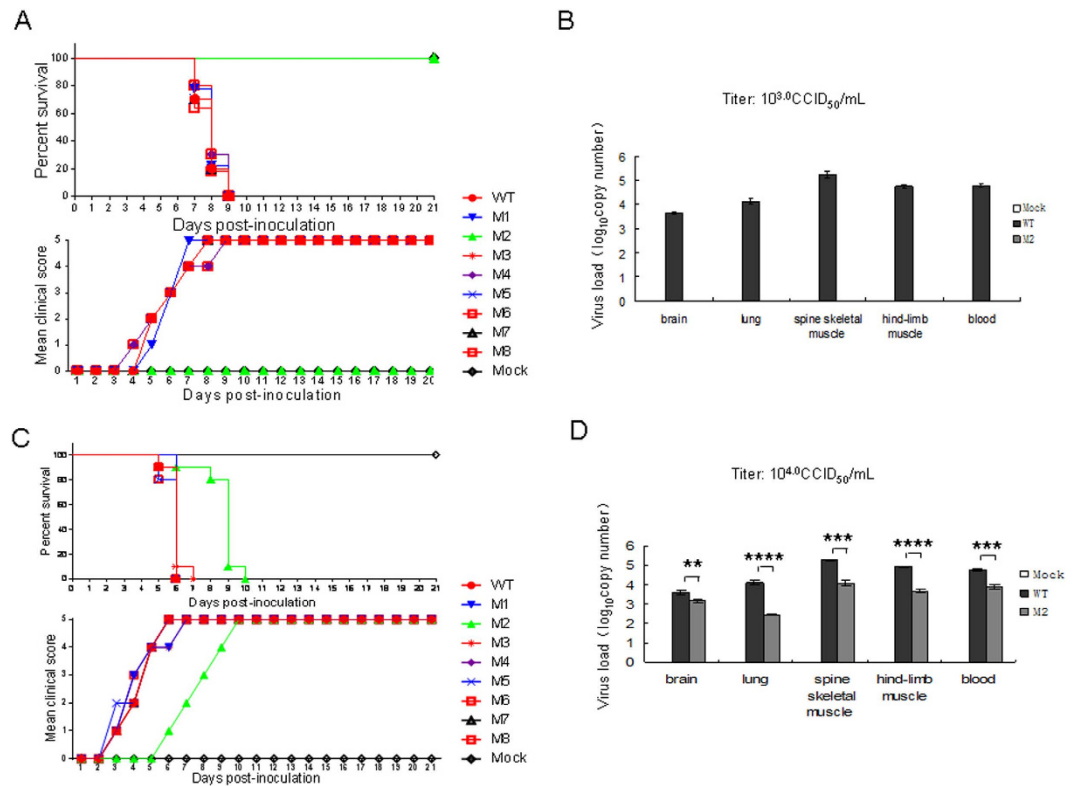 A
Percent survival
100
80
60
40
20
0
0 1 2 3 4 5 6 7 8 9 10 11 12 13 14 15 16 17 18 19 20 21
Days post-inoculation
Mean clinical score
5
4
3
2
1
0
1 2 3 4 5 6 7 8 9 10 11 12 13 14 15 16 17 18 19 20
Days post-inoculation
WT
M1
M2
M3
M4
M5
M6
M7
M8
Mock
B
Titer: 10^3.0CCID50/mL
Virus load (log10copy number)
6
5
4
3
2
1
0
brain
lung
spine skeletal
muscle
hind-limb
muscle
blood
Mock
WT
M2
C
Percent survival
100
80
60
40
20
0
0 1 2 3 4 5 6 7 8 9 10 11 12 13 14 15 16 17 18 19 20 21
Days post-inoculation
Mean clinical score
5
4
3
2
1
0
1 2 3 4 5 6 7 8 9 10 11 12 13 14 15 16 17 18 19 20 21
Days post-inoculation
WT
M1
M2
M3
M4
M5
M6
M7
M8
Mock
D
Titer: 10^4.0CCID50/mL
Virus load (log10copy number)
6
5
4
3
2
1
0
** **** *** **** ***
brain
lung
spine
skeletal
muscle
hind-limb
muscle
blood
Mock
WT
M2